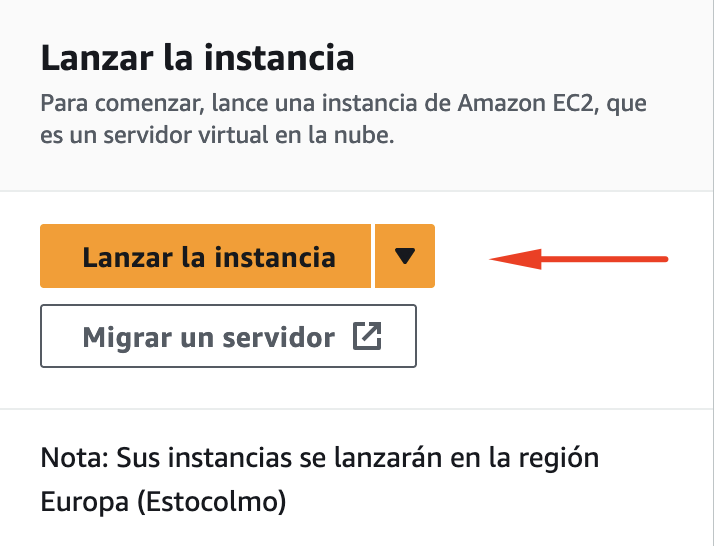 Lanzar la instancia
Para comenzar, lance una instancia de Amazon EC2, que
es un servidor virtual en la nube.
Lanzar la instancia
Migrar un servidor
Nota: Sus instancias se lanzarán en la región
Europa (Estocolmo)